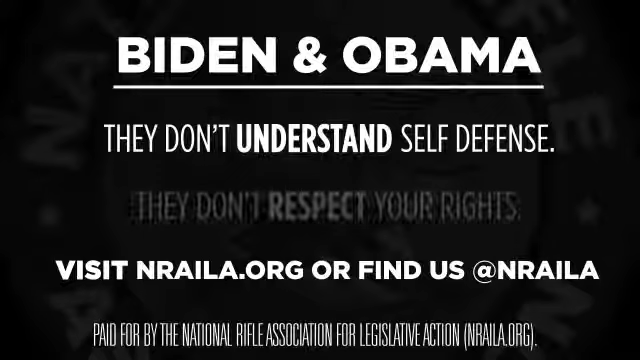 BIDEN & OBAMA
THEY DON'T UNDERSTAND SELF DEFENSE.
THEY DON'T RESPECT YOUR RIGHTS.
VISIT NRAILA.ORG OR FIND US @NRAILA
PAID FOR BY THE NATIONAL RIFLE ASSOCIATION FOR LEGISLATIVE ACTION (NRAILA.ORG).